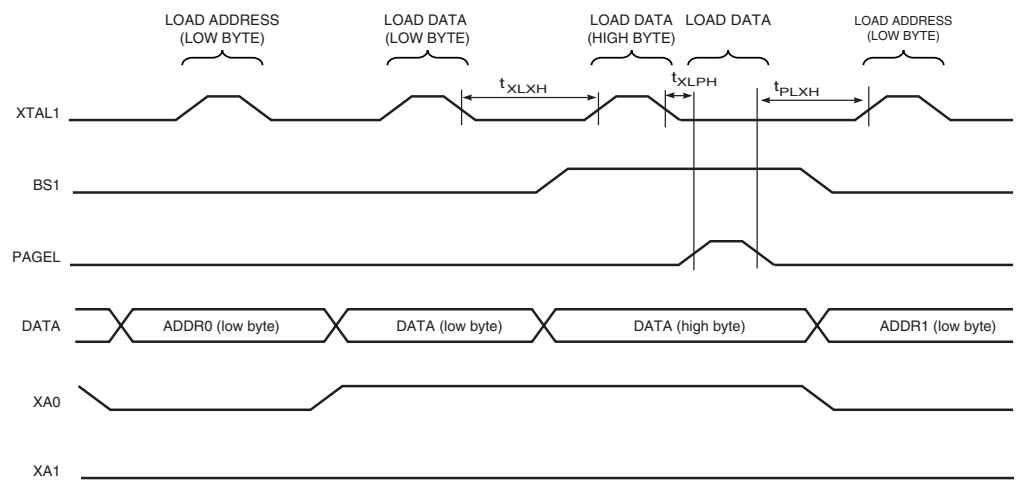 LOAD ADDRESS
(LOW BYTE)
LOAD DATA
(LOW BYTE)
LOAD DATA
(HIGH BYTE)
LOAD DATA
LOAD ADDRESS
(LOW BYTE)
tXLXH
tXLPH
tPLXH
XTAL1
BS1
PAGEL
DATA
ADDR0 (low byte)
DATA (low byte)
DATA (high byte)
ADDR1 (low byte)
XA0
XA1